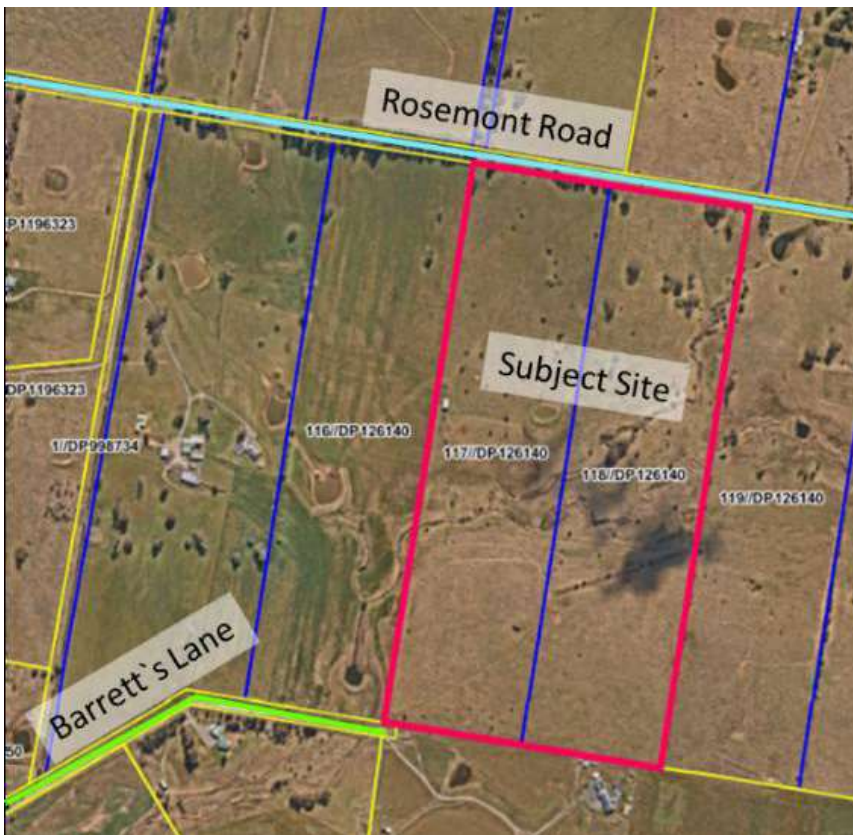 Rosemont Road
DP1196323
Subject Site
DP1196323
116//DP126140
1//DP998734
117//DP126140
118//DP126140
119//DP126140
Barrett`s Lane
50